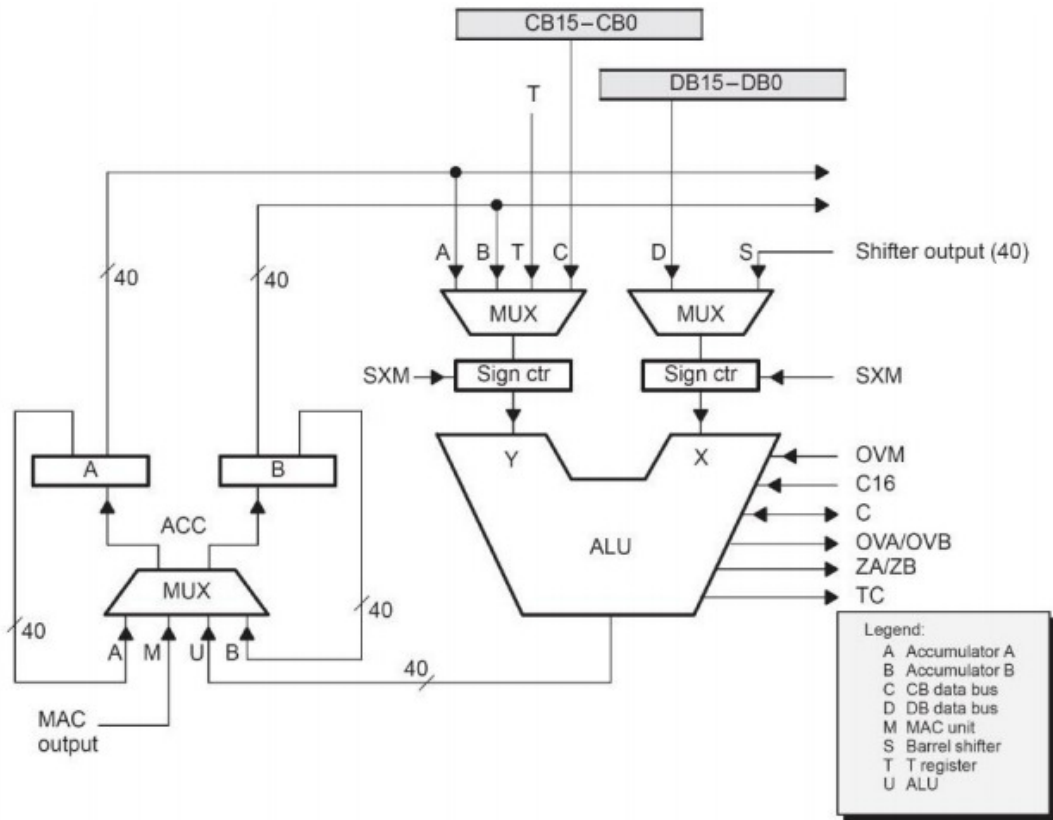 CB15–CB0
DB15–DB0
T
A
B
T
C
D
S
Shifter output (40)
40
40
MUX
MUX
SXM
Sign ctr
Sign ctr
SXM
A
B
Y
X
OVM
C16
C
OVA/OVB
ZA/ZB
TC
ACC
ALU
MUX
40
40
A
M
U
B
40
MAC
output
Legend:
A Accumulator A
B Accumulator B
C CB data bus
D DB data bus
M MAC unit
S Barrel shifter
T T register
U ALU